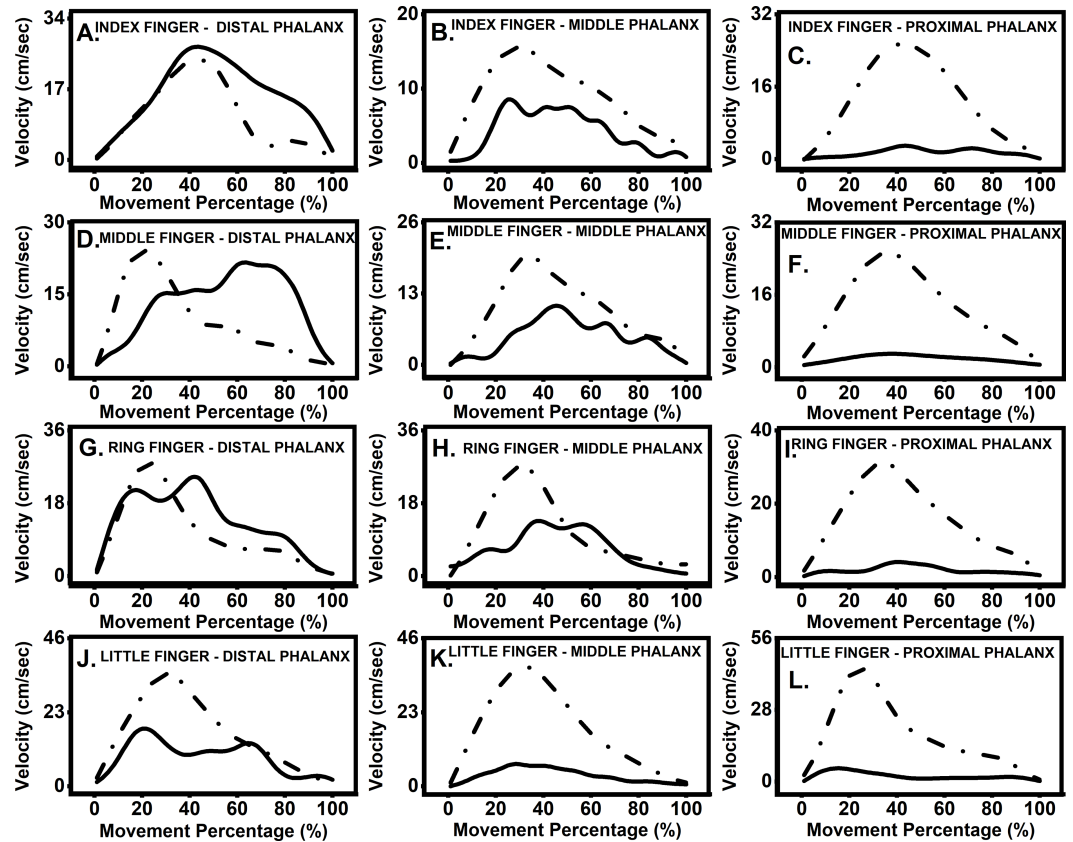 A. INDEX FINGER - DISTAL PHALANX
Velocity (cm/sec)
34
17
0
0 20 40 60 80 100
Movement Percentage (%)
B. INDEX FINGER - MIDDLE PHALANX
Velocity (cm/sec)
20
10
0
0 20 40 60 80 100
Movement Percentage (%)
INDEX FINGER - PROXIMAL PHALANX
C.
Velocity (cm/sec)
32
16
0
0 20 40 60 80 100
Movement Percentage (%)
D. MIDDLE FINGER - DISTAL PHALANX
Velocity (cm/sec)
30
15
0
0 20 40 60 80 100
Movement Percentage (%)
MIDDLE FINGER - MIDDLE PHALANX
E.
Velocity (cm/sec)
26
13
0
0 20 40 60 80 100
Movement Percentage (%)
MIDDLE FINGER - PROXIMAL PHALANX
F.
Velocity (cm/sec)
32
16
0
0 20 40 60 80 100
Movement Percentage (%)
G. RING FINGER - DISTAL PHALANX
Velocity (cm/sec)
36
18
0
0 20 40 60 80 100
Movement Percentage (%)
H. RING FINGER - MIDDLE PHALANX
Velocity (cm/sec)
36
18
0
0 20 40 60 80 100
Movement Percentage (%)
I. RING FINGER - PROXIMAL PHALANX
Velocity (cm/sec)
40
20
0
0 20 40 60 80 100
Movement Percentage (%)
J. LITTLE FINGER - DISTAL PHALANX
Velocity (cm/sec)
46
23
0
0 20 40 60 80 100
Movement Percentage (%)
K. LITTLE FINGER - MIDDLE PHALANX
Velocity (cm/sec)
46
23
0
0 20 40 60 80 100
Movement Percentage (%)
LITTLE FINGER - PROXIMAL PHALANX
L.
Velocity (cm/sec)
56
28
0
0 20 40 60 80 100
Movement Percentage (%)